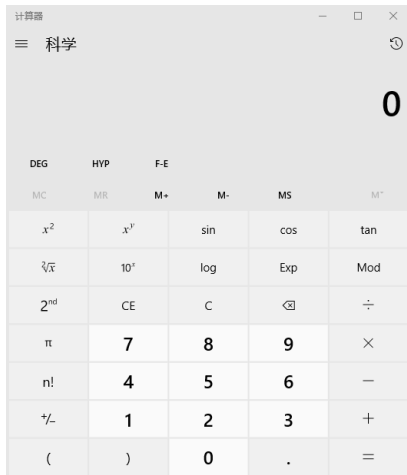 计算器
科学
0
DEG HYP F-E
MC MR M+ M- MS M˅
x² xʸ sin cos tan
²√x 10ˣ log Exp Mod
2ⁿᵈ CE C ÷
π 7 8 9 ×
n! 4 5 6 −
⁺/₋ 1 2 3 +
( ) 0 . =